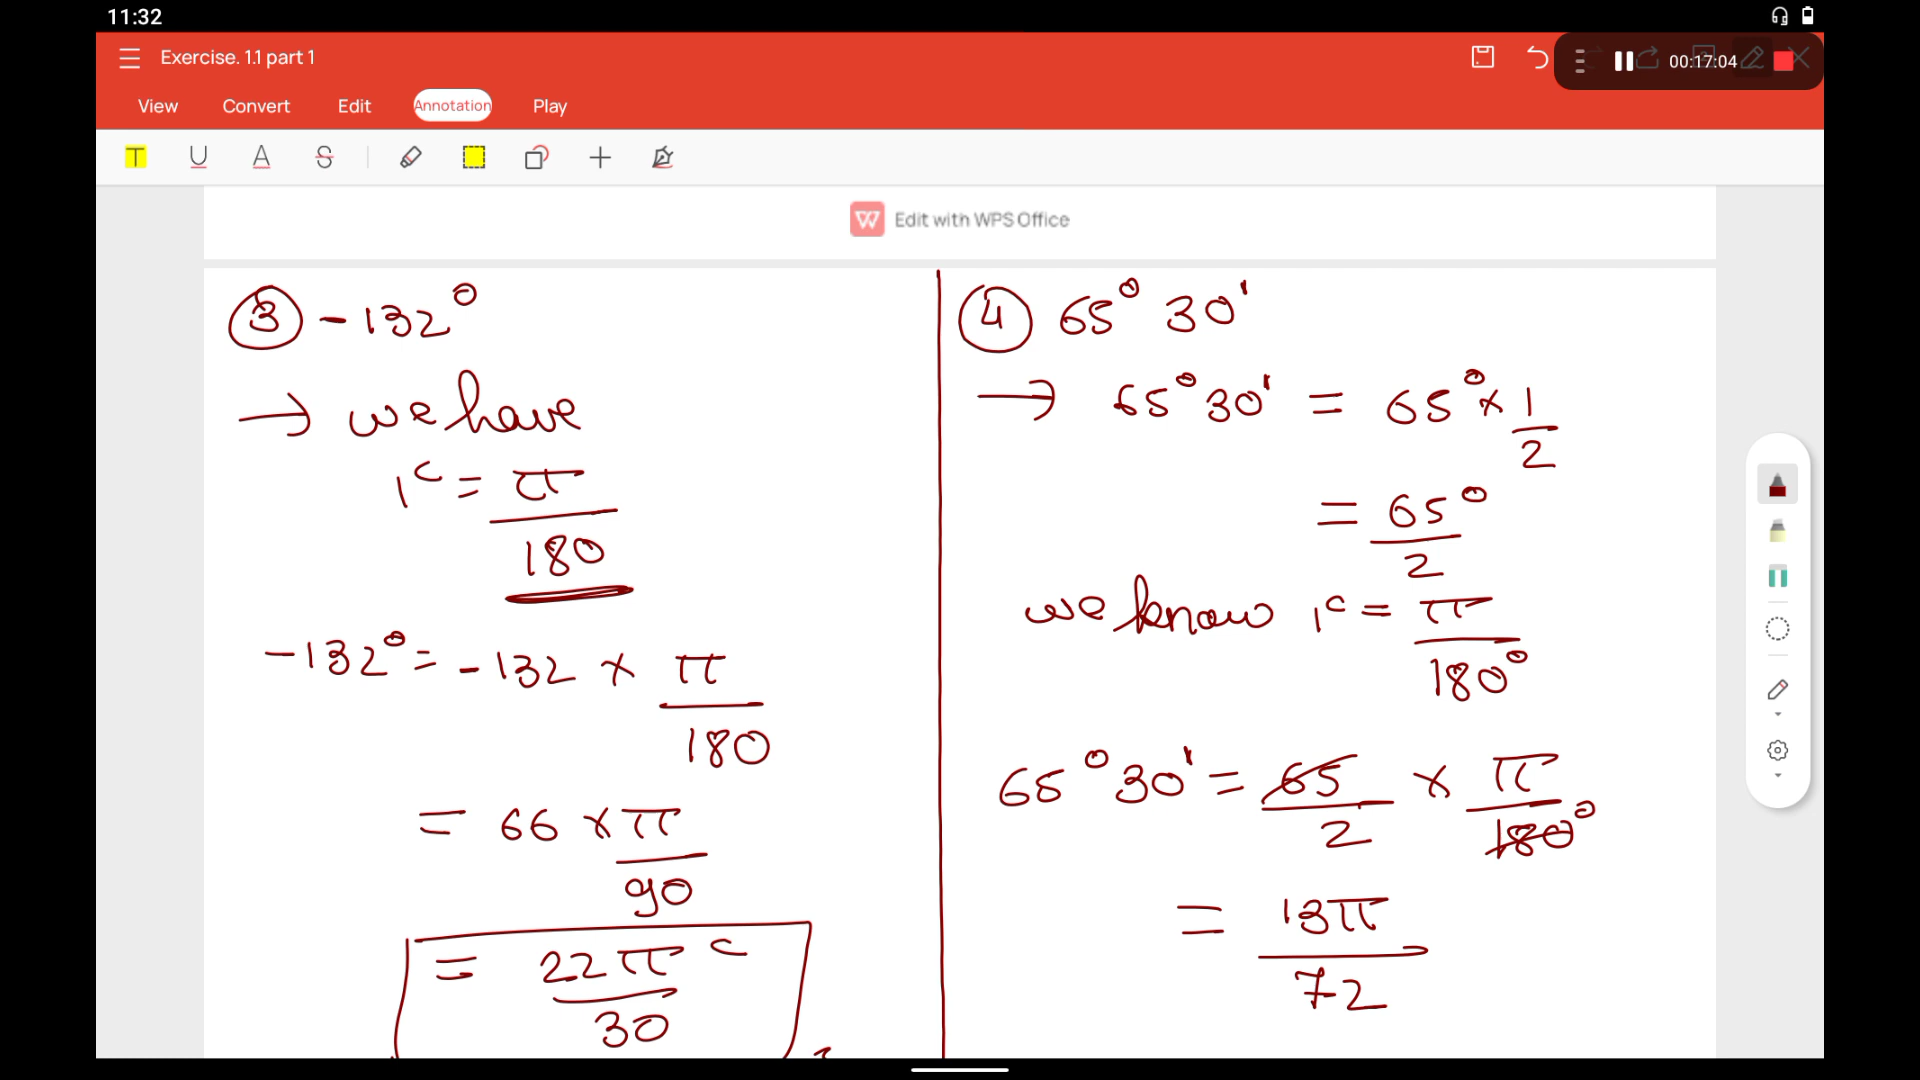 11:32
Exercise. 1.1 part 1
00:17:04
View Convert Edit Annotation Play
T U A S
Edit with WPS Office
3 -132°
→ we have
1ᶜ = π
180
-132° = -132 × π
180
= 66 × π
90
= 22π ᶜ
30
4 65° 30'
→ 65° 30' = 65° × 1
2
= 65°
2
we know 1ᶜ = π
180°
65° 30' = 65 × π
2 180°
= 13π
72